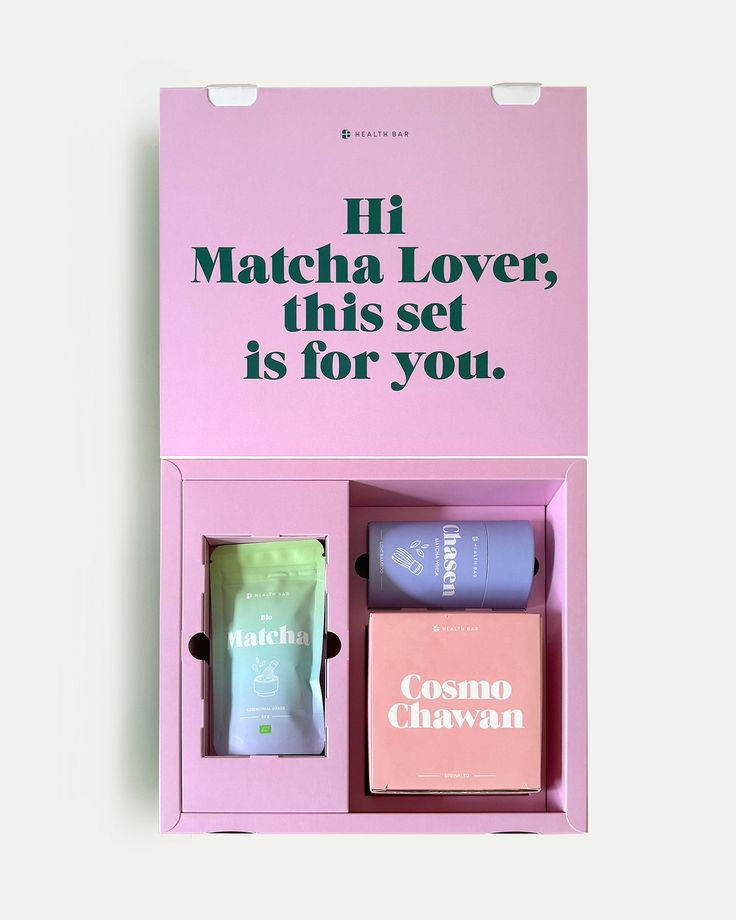 HEALTH BAR
Hi
Matcha Lover,
this set
is for you.
HEALTH BAR
Bio
Matcha
CEREMONIAL GRADE
HEALTH BAR
Chasen
MATCHA WHISK
HEALTH BAR
Cosmo
Chawan
SPRINKLED